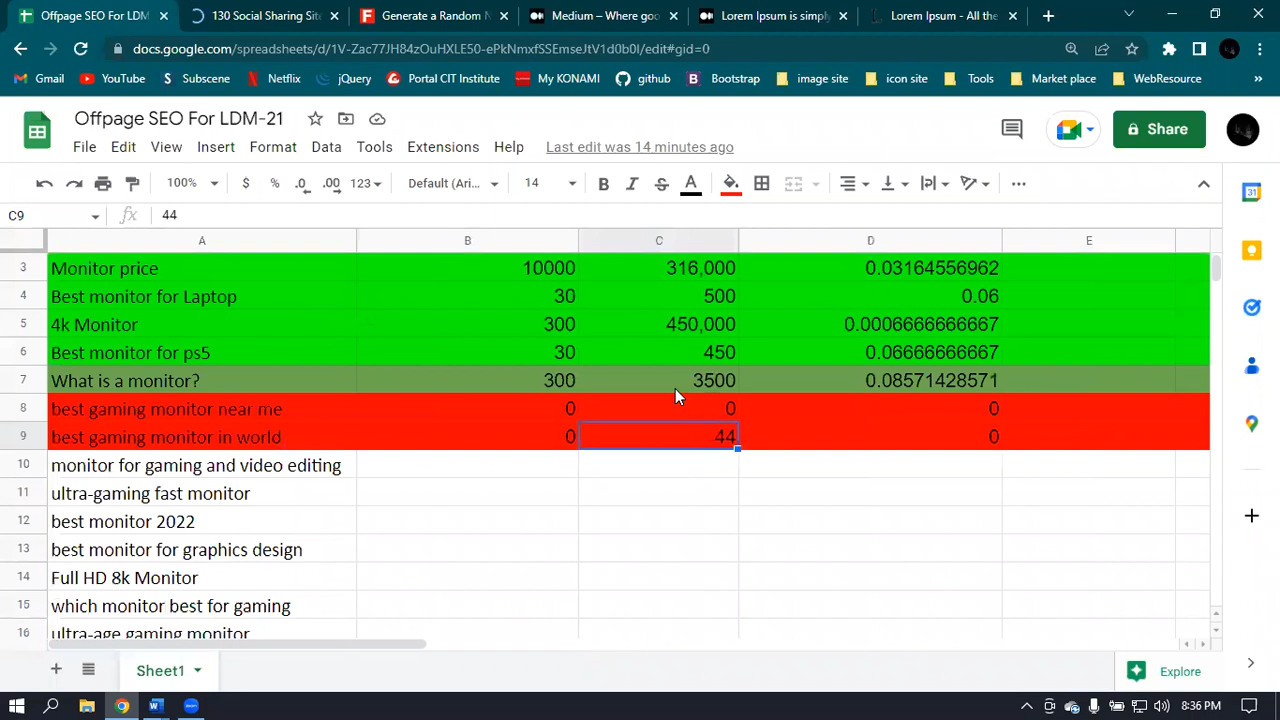 Offpage SEO For LDM-21
130 Social Sharing Site
Generate a Random N
Medium – Where goo
Lorem Ipsum is simply
Lorem Ipsum - All the
docs.google.com/spreadsheets/d/1V-Zac77JH84zOuHXLE50-ePkNmxfSSEmseJtV1d0b0I/edit#gid=0
Gmail YouTube Subscene Netflix jQuery Portal CIT Institute My KONAMI github Bootstrap image site icon site Tools Market place WebResource »
Offpage SEO For LDM-21
Share
File Edit View Insert Format Data Tools Extensions Help Last edit was 14 minutes ago
100% $ % .0 .00 123 Default (Ari... 14 B I S A
C9 fx 44
A B C D E
3 Monitor price 10000 316,000 0.03164556962
4 Best monitor for Laptop 30 500 0.06
5 4k Monitor 300 450,000 0.0006666666667
6 Best monitor for ps5 30 450 0.06666666667
7 What is a monitor? 300 3500 0.08571428571
8 best gaming monitor near me 0 0 0
9 best gaming monitor in world 0 44 0
10 monitor for gaming and video editing
11 ultra-gaming fast monitor
12 best monitor 2022
13 best monitor for graphics design
14 Full HD 8k Monitor
15 which monitor best for gaming
16 ultra-age gaming monitor
Sheet1
Explore
8:36 PM